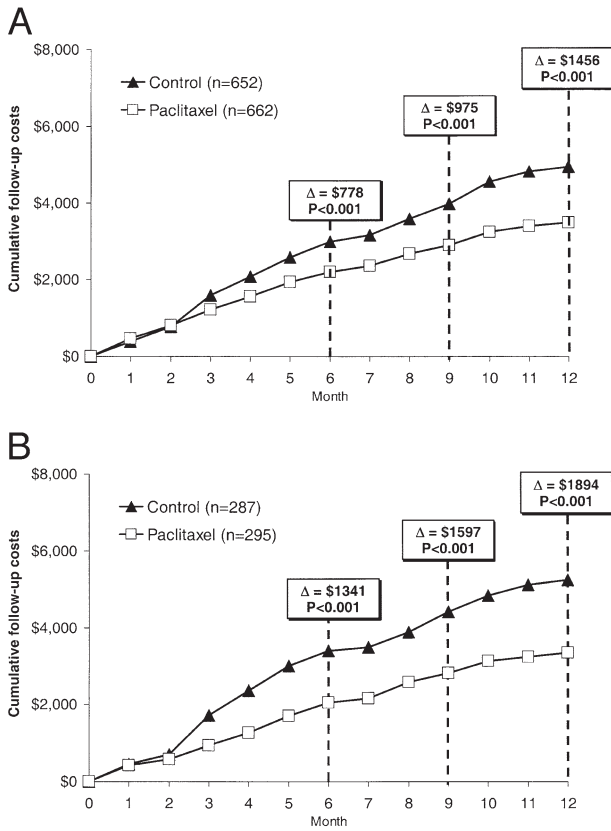 A
$8,000
$6,000
$4,000
$2,000
$0
Cumulative follow-up costs
Control (n=652)
Paclitaxel (n=662)
Δ = $778
P<0.001
Δ = $975
P<0.001
Δ = $1456
P<0.001
0 1 2 3 4 5 6 7 8 9 10 11 12
Month
B
$8,000
$6,000
$4,000
$2,000
$0
Cumulative follow-up costs
Control (n=287)
Paclitaxel (n=295)
Δ = $1341
P<0.001
Δ = $1597
P<0.001
Δ = $1894
P<0.001
0 1 2 3 4 5 6 7 8 9 10 11 12
Month